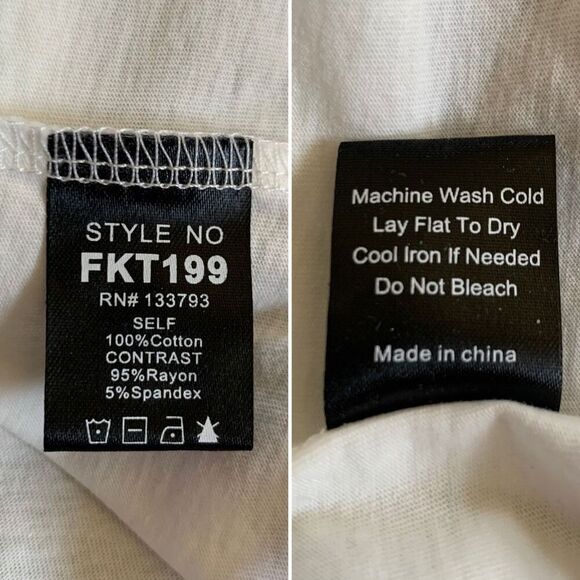 STYLE NO
FKT199
RN# 133793
SELF
100%Cotton
CONTRAST
95%Rayon
5%Spandex
Machine Wash Cold
Lay Flat To Dry
Cool Iron If Needed
Do Not Bleach
Made in china